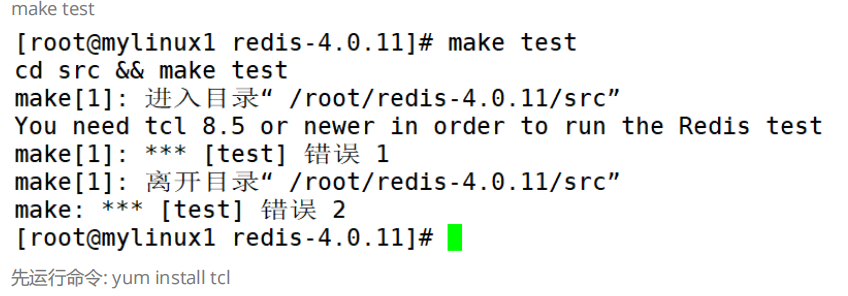 make test
[root@mylinux1 redis-4.0.11]# make test
cd src && make test
make[1]: 进入目录“ /root/redis-4.0.11/src”
You need tcl 8.5 or newer in order to run the Redis test
make[1]: *** [test] 错误 1
make[1]: 离开目录“ /root/redis-4.0.11/src”
make: *** [test] 错误 2
[root@mylinux1 redis-4.0.11]#
先运行命令: yum install tcl